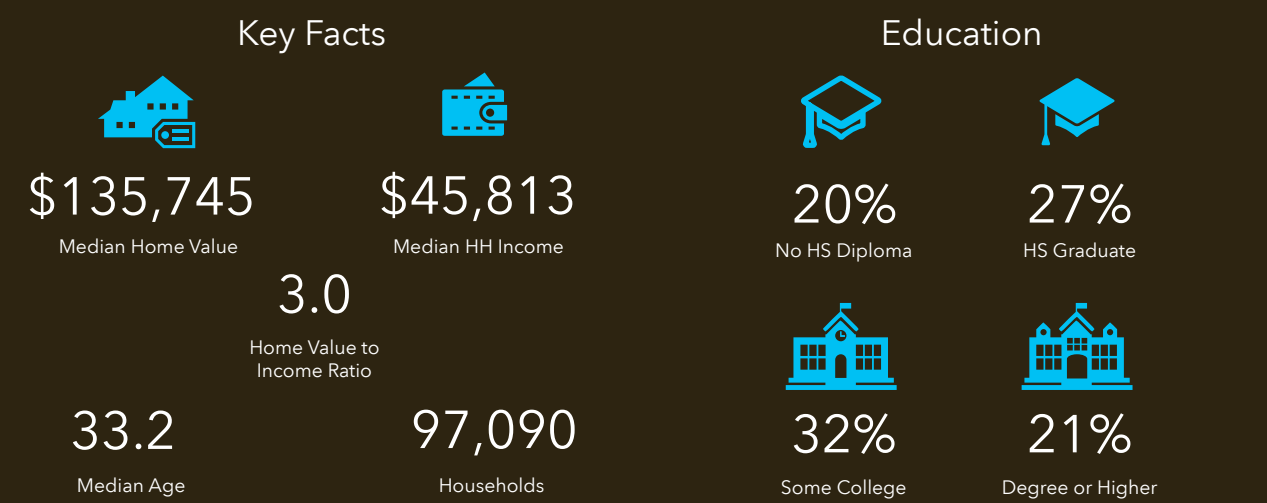 Key Facts
$135,745
Median Home Value
$45,813
Median HH Income
3.0
Home Value to
Income Ratio
33.2
Median Age
97,090
Households
Education
20%
No HS Diploma
27%
HS Graduate
32%
Some College
21%
Degree or Higher